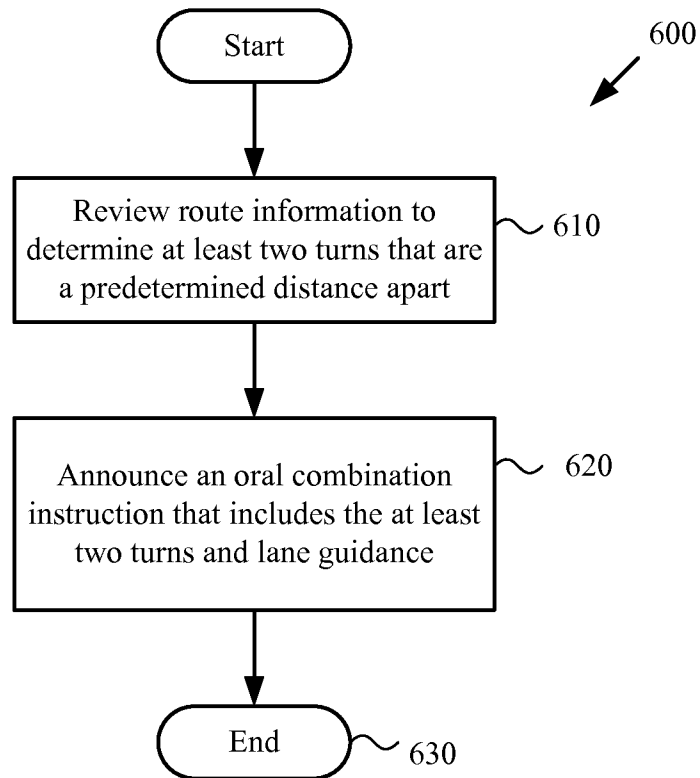 Start
600
Review route information to
determine at least two turns that are
a predetermined distance apart
610
Announce an oral combination
instruction that includes the at least
two turns and lane guidance
620
End
630